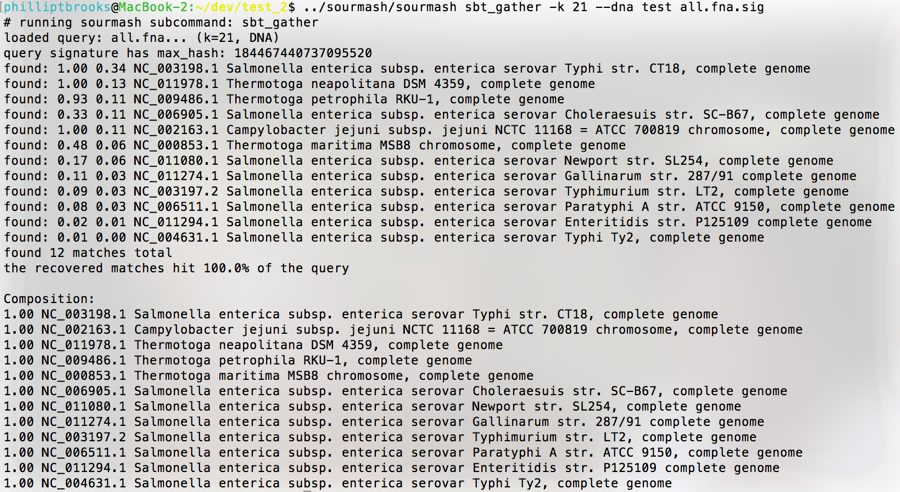 phillipbrooks@MacBook-2:~/dev/test_2$ ../sourmash/sourmash sbt_gather -k 21 --dna test all.fna.sig
# running sourmash subcommand: sbt_gather
loaded query: all.fna... (k=21, DNA)
query signature has max_hash: 184467440737095520
found: 1.00 0.34 NC_003198.1 Salmonella enterica subsp. enterica serovar Typhi str. CT18, complete genome
found: 1.00 0.13 NC_011978.1 Thermotoga neapolitana DSM 4359, complete genome
found: 0.93 0.11 NC_009486.1 Thermotoga petrophila RKU-1, complete genome
found: 0.33 0.11 NC_006905.1 Salmonella enterica subsp. enterica serovar Choleraesuis str. SC-B67, complete genome
found: 1.00 0.11 NC_002163.1 Campylobacter jejuni subsp. jejuni NCTC 11168 = ATCC 700819 chromosome, complete genome
found: 0.48 0.06 NC_000853.1 Thermotoga maritima MSB8 chromosome, complete genome
found: 0.17 0.06 NC_011080.1 Salmonella enterica subsp. enterica serovar Newport str. SL254, complete genome
found: 0.11 0.03 NC_011274.1 Salmonella enterica subsp. enterica serovar Gallinarum str. 287/91 complete genome
found: 0.09 0.03 NC_003197.2 Salmonella enterica subsp. enterica serovar Typhimurium str. LT2, complete genome
found: 0.08 0.03 NC_006511.1 Salmonella enterica subsp. enterica serovar Paratyphi A str. ATCC 9150, complete genome
found: 0.02 0.01 NC_011294.1 Salmonella enterica subsp. enterica serovar Enteritidis str. P125109 complete genome
found: 0.01 0.00 NC_004631.1 Salmonella enterica subsp. enterica serovar Typhi Ty2, complete genome
found 12 matches total
the recovered matches hit 100.0% of the query
Composition:
1.00 NC_003198.1 Salmonella enterica subsp. enterica serovar Typhi str. CT18, complete genome
1.00 NC_002163.1 Campylobacter jejuni subsp. jejuni NCTC 11168 = ATCC 700819 chromosome, complete genome
1.00 NC_011978.1 Thermotoga neapolitana DSM 4359, complete genome
1.00 NC_009486.1 Thermotoga petrophila RKU-1, complete genome
1.00 NC_000853.1 Thermotoga maritima MSB8 chromosome, complete genome
1.00 NC_006905.1 Salmonella enterica subsp. enterica serovar Choleraesuis str. SC-B67, complete genome
1.00 NC_011080.1 Salmonella enterica subsp. enterica serovar Newport str. SL254, complete genome
1.00 NC_011274.1 Salmonella enterica subsp. enterica serovar Gallinarum str. 287/91 complete genome
1.00 NC_003197.2 Salmonella enterica subsp. enterica serovar Typhimurium str. LT2, complete genome
1.00 NC_006511.1 Salmonella enterica subsp. enterica serovar Paratyphi A str. ATCC 9150, complete genome
1.00 NC_011294.1 Salmonella enterica subsp. enterica serovar Enteritidis str. P125109 complete genome
1.00 NC_004631.1 Salmonella enterica subsp. enterica serovar Typhi Ty2, complete genome